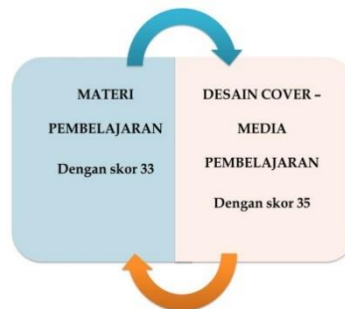 MATERI
PEMBELAJARAN
Dengan skor 33
DESAIN COVER –
MEDIA
PEMBELAJARAN
Dengan skor 35